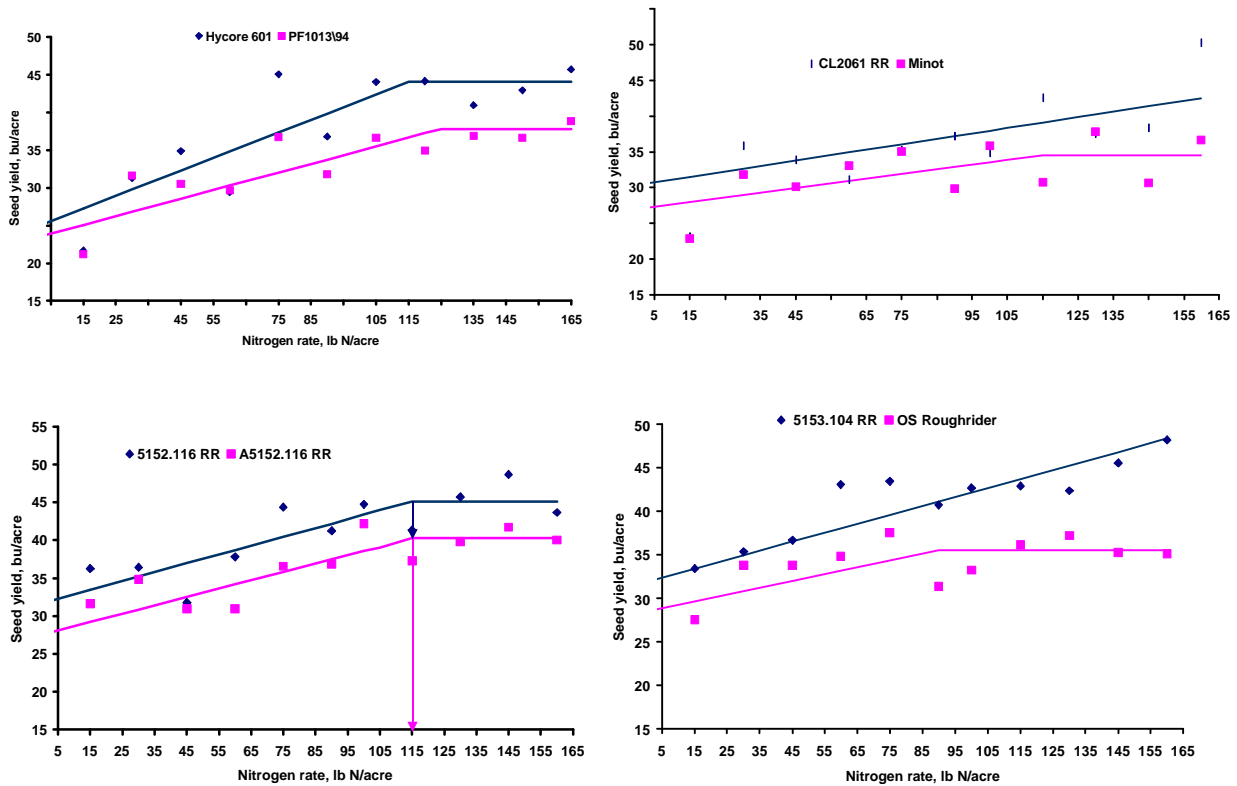 Hycore 601 PF1013\94
50
45
40
35
30
20
15
Seed yield, bu/acre
15 25 45 55 75 85 105 115 135 145 165
Nitrogen rate, lb N/acre
CL2061 RR Minot
50
45
40
35
30
20
15
Seed yield, bu/acre
5 15 35 45 65 75 95 105 125 135 155 165
5152.116 RR A5152.116 RR
55
50
45
40
35
30
25
20
15
Seed yield, bu/acre
5 15 25 35 45 55 65 75 85 95 105 115 125 135 145 155 165
Nitrogen rate, lb N/acre
5153.104 RR OS Roughrider
50
45
40
35
30
25
20
15
Seed yield, bu/acre
5 15 25 35 45 55 65 75 85 95 105 115 125 135 145 155 165
Nitrogen rate, lb N/acre